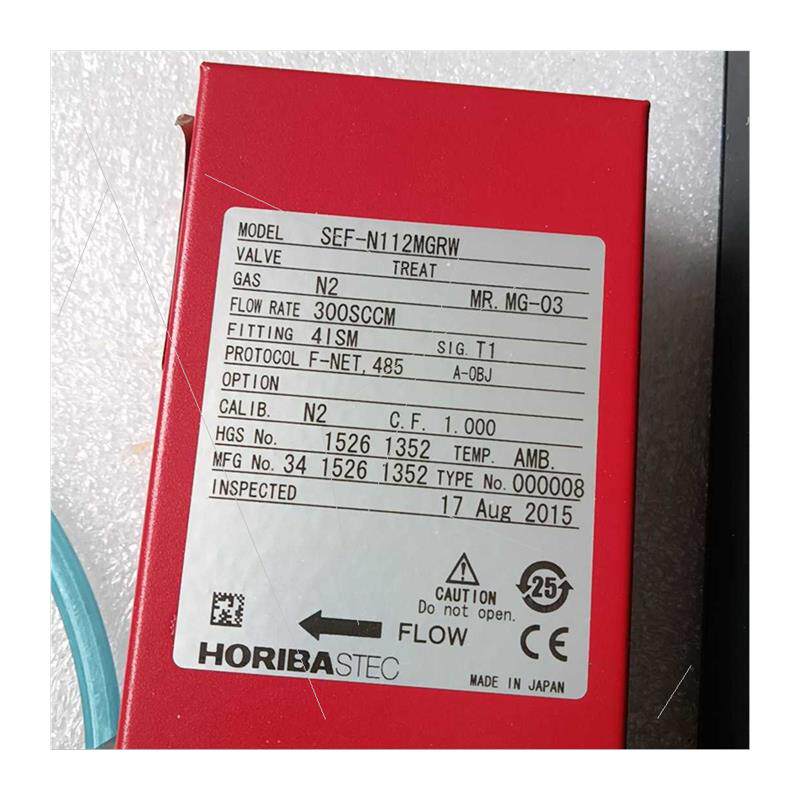 MODEL SEF-N112MGRW
VALVE TREAT
GAS N2 MR. MG-03
FLOW RATE 300SCCM
FITTING 4ISM SIG. T1
PROTOCOL F-NET, 485 A-OBJ
OPTION
CALIB. N2 C.F. 1.000
HGS No. 1526 1352 TEMP. AMB.
MFG No. 34 1526 1352 TYPE No. 000008
INSPECTED 17 Aug 2015
CAUTION
Do not open.
25
FLOW
CE
HORIBASTEC
MADE IN JAPAN